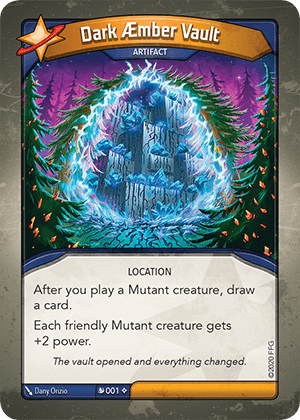 Dark Æmber Vault
ARTIFACT
LOCATION
After you play a Mutant creature, draw
a card.
Each friendly Mutant creature gets
+2 power.
The vault opened and everything changed.
©2020 FFG
Dany Orizio
001